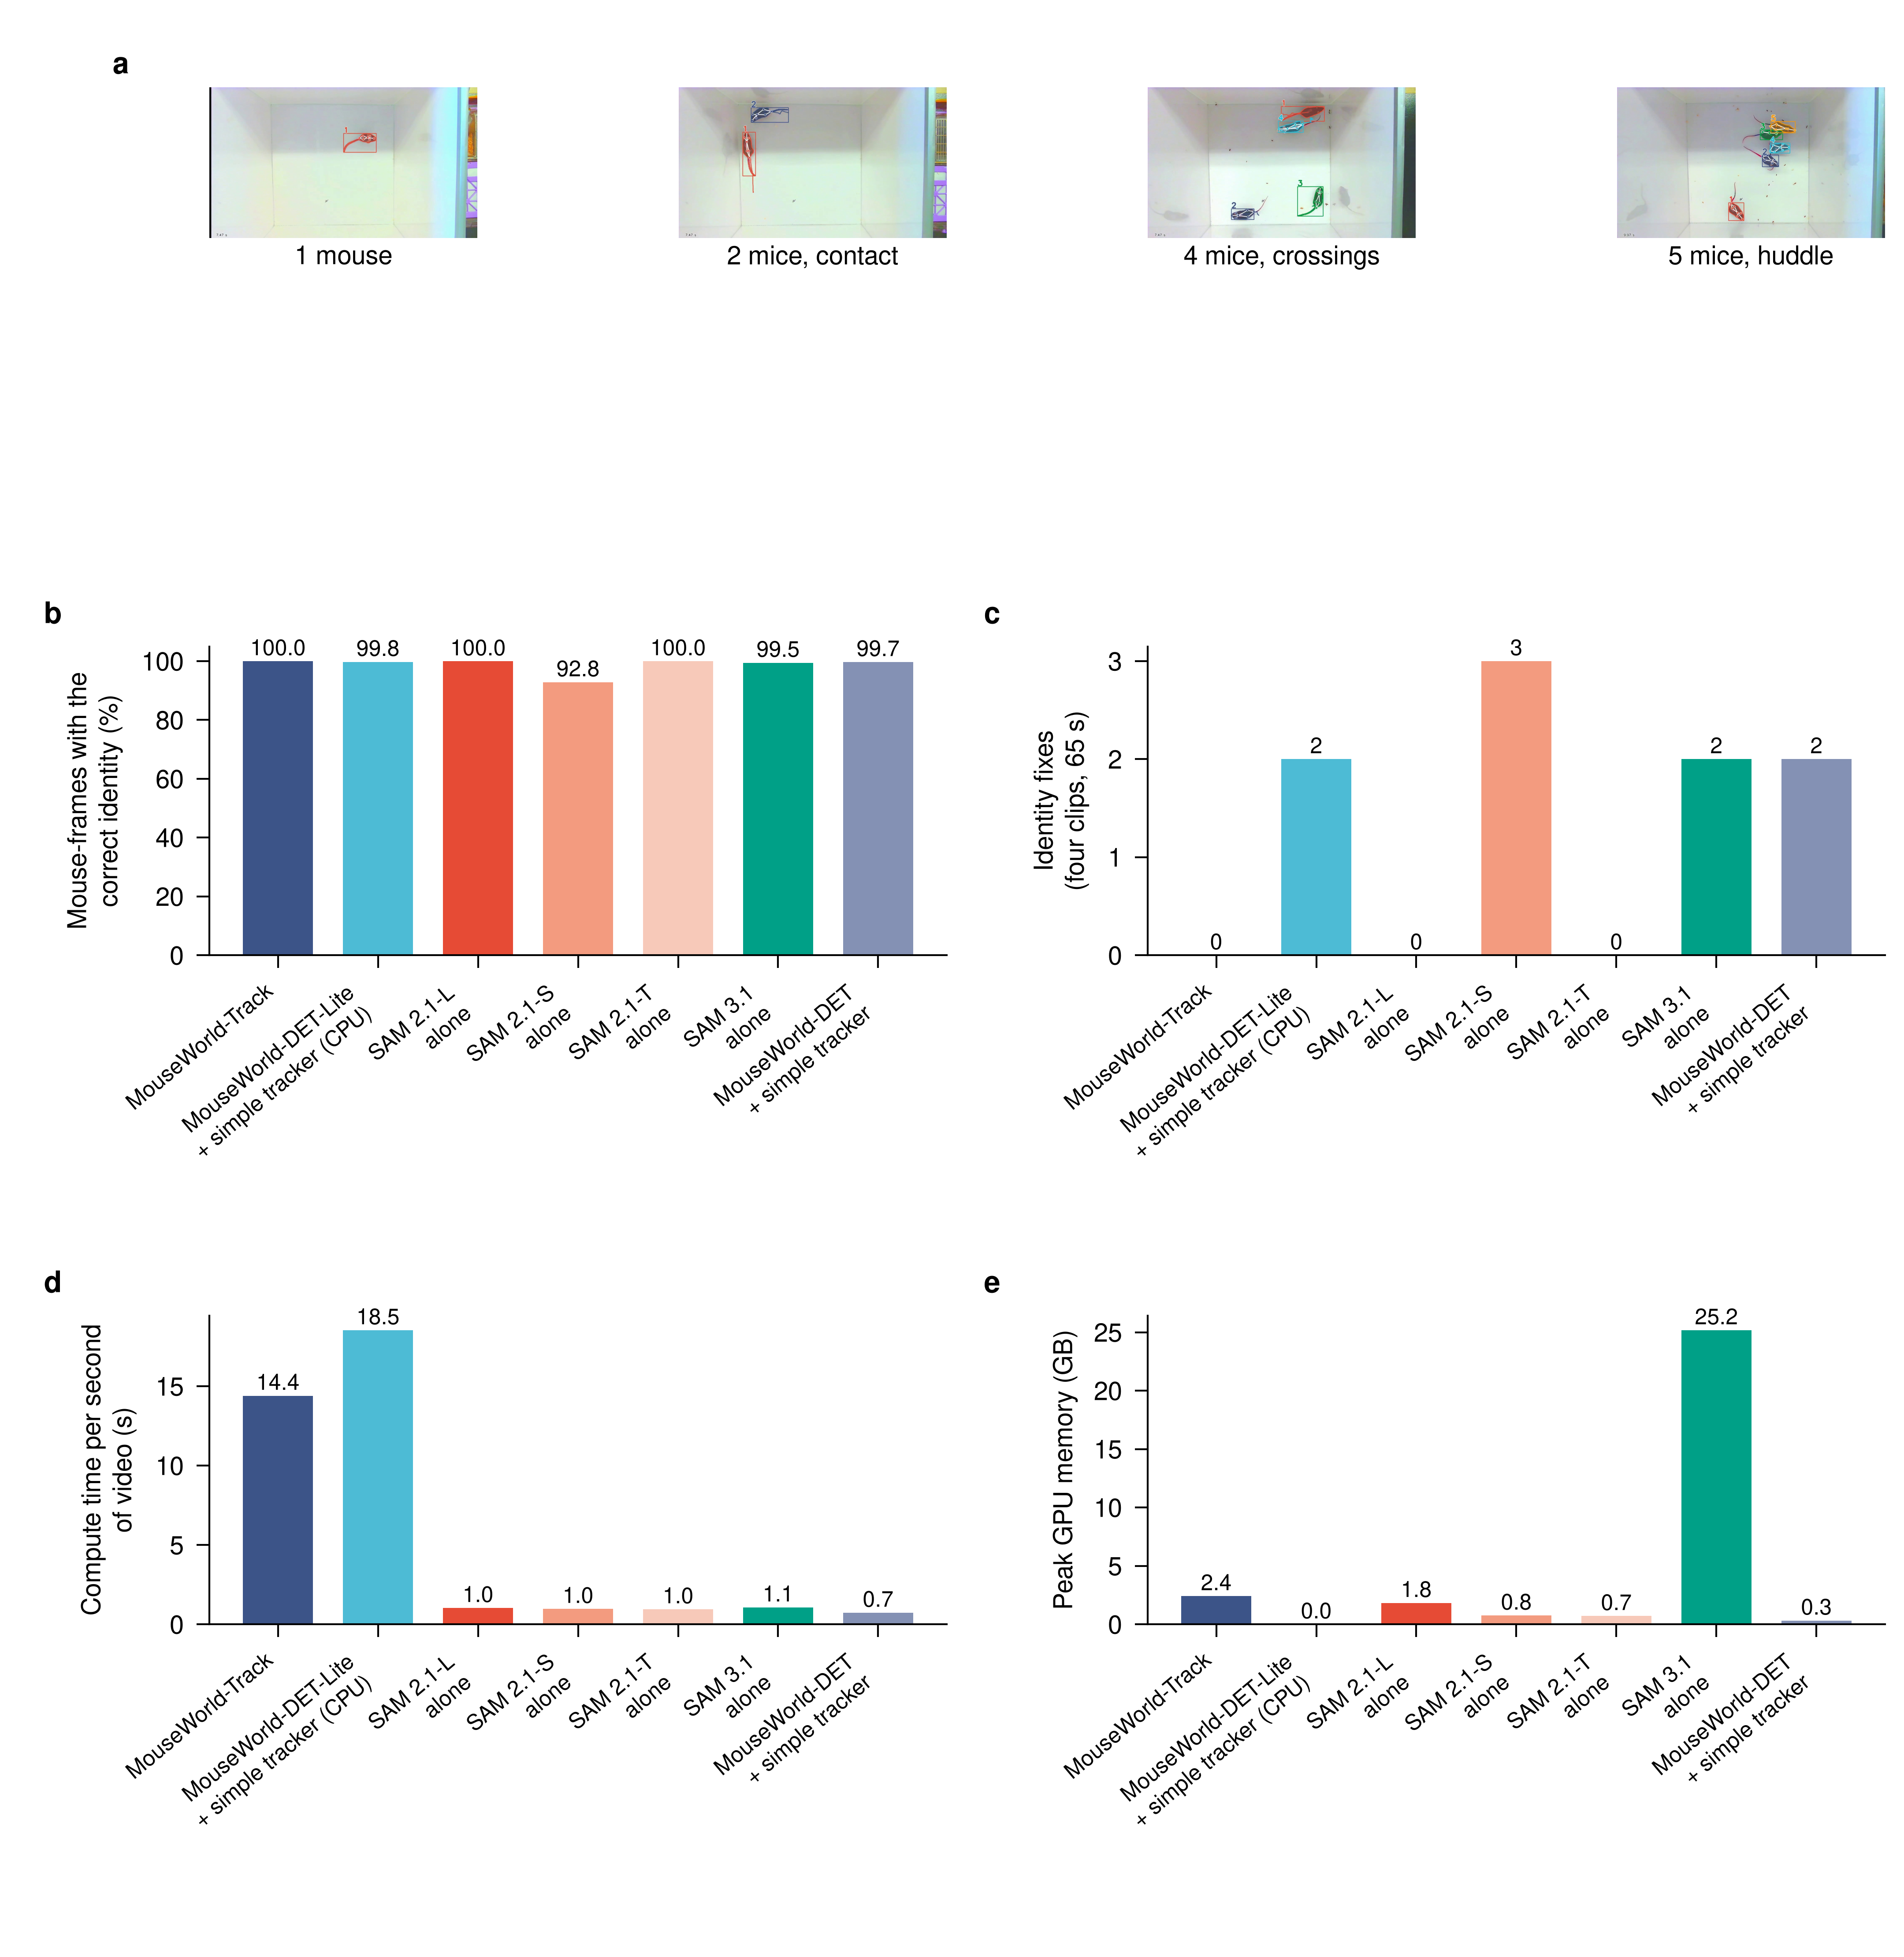 a
1 mouse
2 mice, contact
4 mice, crossings
5 mice, huddle
b
Mouse-frames with the
correct identity (%)
100
80
60
40
20
0
100.0
99.8
100.0
92.8
100.0
99.5
99.7
MouseWorld-Track
MouseWorld-DET-Lite
+ simple tracker (CPU)
SAM 2.1-L
alone
SAM 2.1-S
alone
SAM 2.1-T
alone
SAM 3.1
alone
MouseWorld-DET
+ simple tracker
c
Identity fixes
(four clips, 65 s)
3
2
1
0
0
2
0
3
0
2
2
MouseWorld-Track
MouseWorld-DET-Lite
+ simple tracker (CPU)
SAM 2.1-L
alone
SAM 2.1-S
alone
SAM 2.1-T
alone
SAM 3.1
alone
MouseWorld-DET
+ simple tracker
d
Compute time per second
of video (s)
15
10
5
0
14.4
18.5
1.0
1.0
1.0
1.1
0.7
MouseWorld-Track
MouseWorld-DET-Lite
+ simple tracker (CPU)
SAM 2.1-L
alone
SAM 2.1-S
alone
SAM 2.1-T
alone
SAM 3.1
alone
MouseWorld-DET
+ simple tracker
e
Peak GPU memory (GB)
25
20
15
10
5
0
2.4
0.0
1.8
0.8
0.7
25.2
0.3
MouseWorld-Track
MouseWorld-DET-Lite
+ simple tracker (CPU)
SAM 2.1-L
alone
SAM 2.1-S
alone
SAM 2.1-T
alone
SAM 3.1
alone
MouseWorld-DET
+ simple tracker